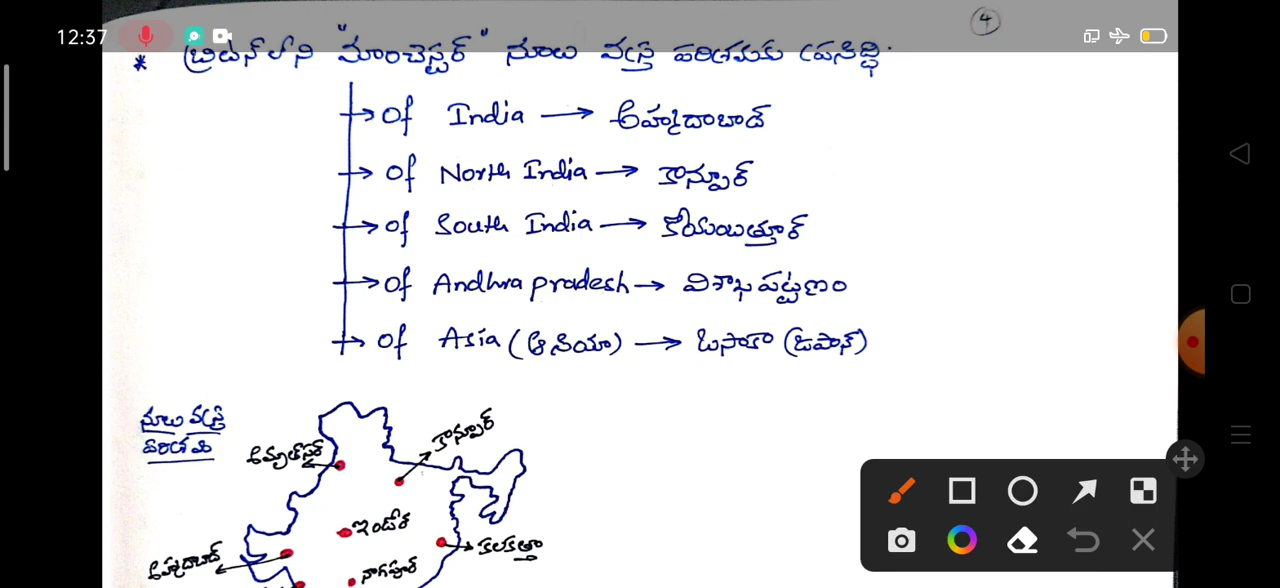 12:37
4
* బ్రిటన్ లోని "మాంచెస్టర్" నూలు వస్త్ర పరిశ్రమకు ప్రసిద్ధి.
→ of India → అహ్మదాబాద్
→ of North India → కాన్పూర్
→ of South India → కోయంబత్తూర్
→ of Andhra pradesh → విశాఖపట్టణం
→ of Asia (ఆసియా) → ఒసాకా (జపాన్)
నూలు వస్త్ర
పరిశ్రమ
కాన్పూర్
అమృత్‌సర్
ఇండోర్
కలకత్తా
అహ్మదాబాద్
నాగపూర్